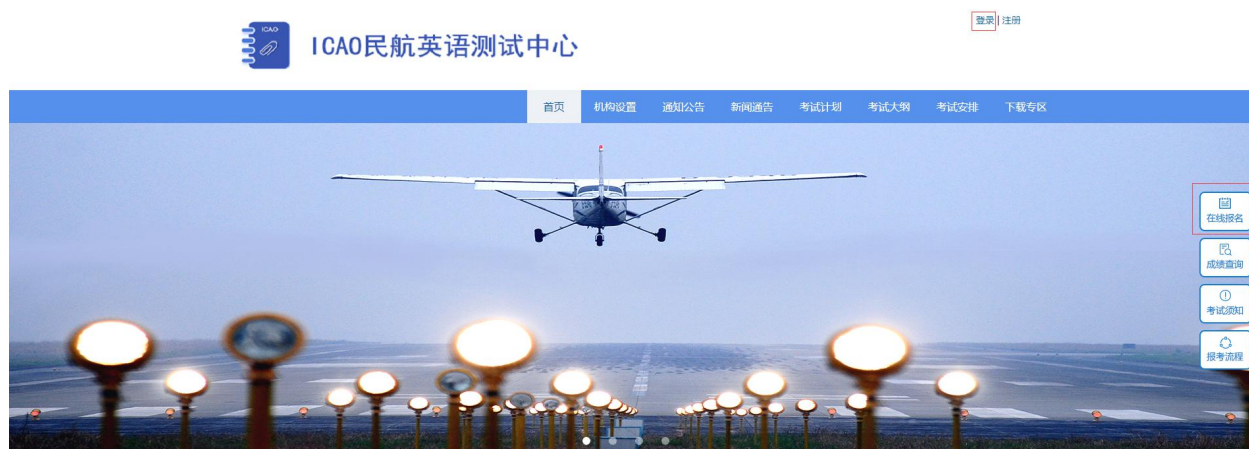 登录 | 注册
ICAO
ICAO民航英语测试中心
首页 机构设置 通知公告 新闻通告 考试计划 考试大纲 考试安排 下载专区
在线报名
成绩查询
考试须知
报考流程